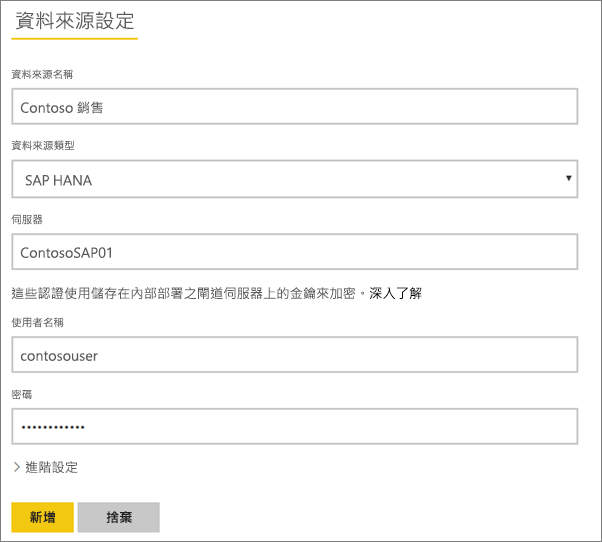 資料來源設定
資料來源名稱
Contoso 銷售
資料來源類型
SAP HANA
伺服器
ContosoSAP01
這些認證使用儲存在內部部署之閘道伺服器上的金鑰來加密。深入了解
使用者名稱
contosouser
密碼
••••••••••••
進階設定
新增 捨棄